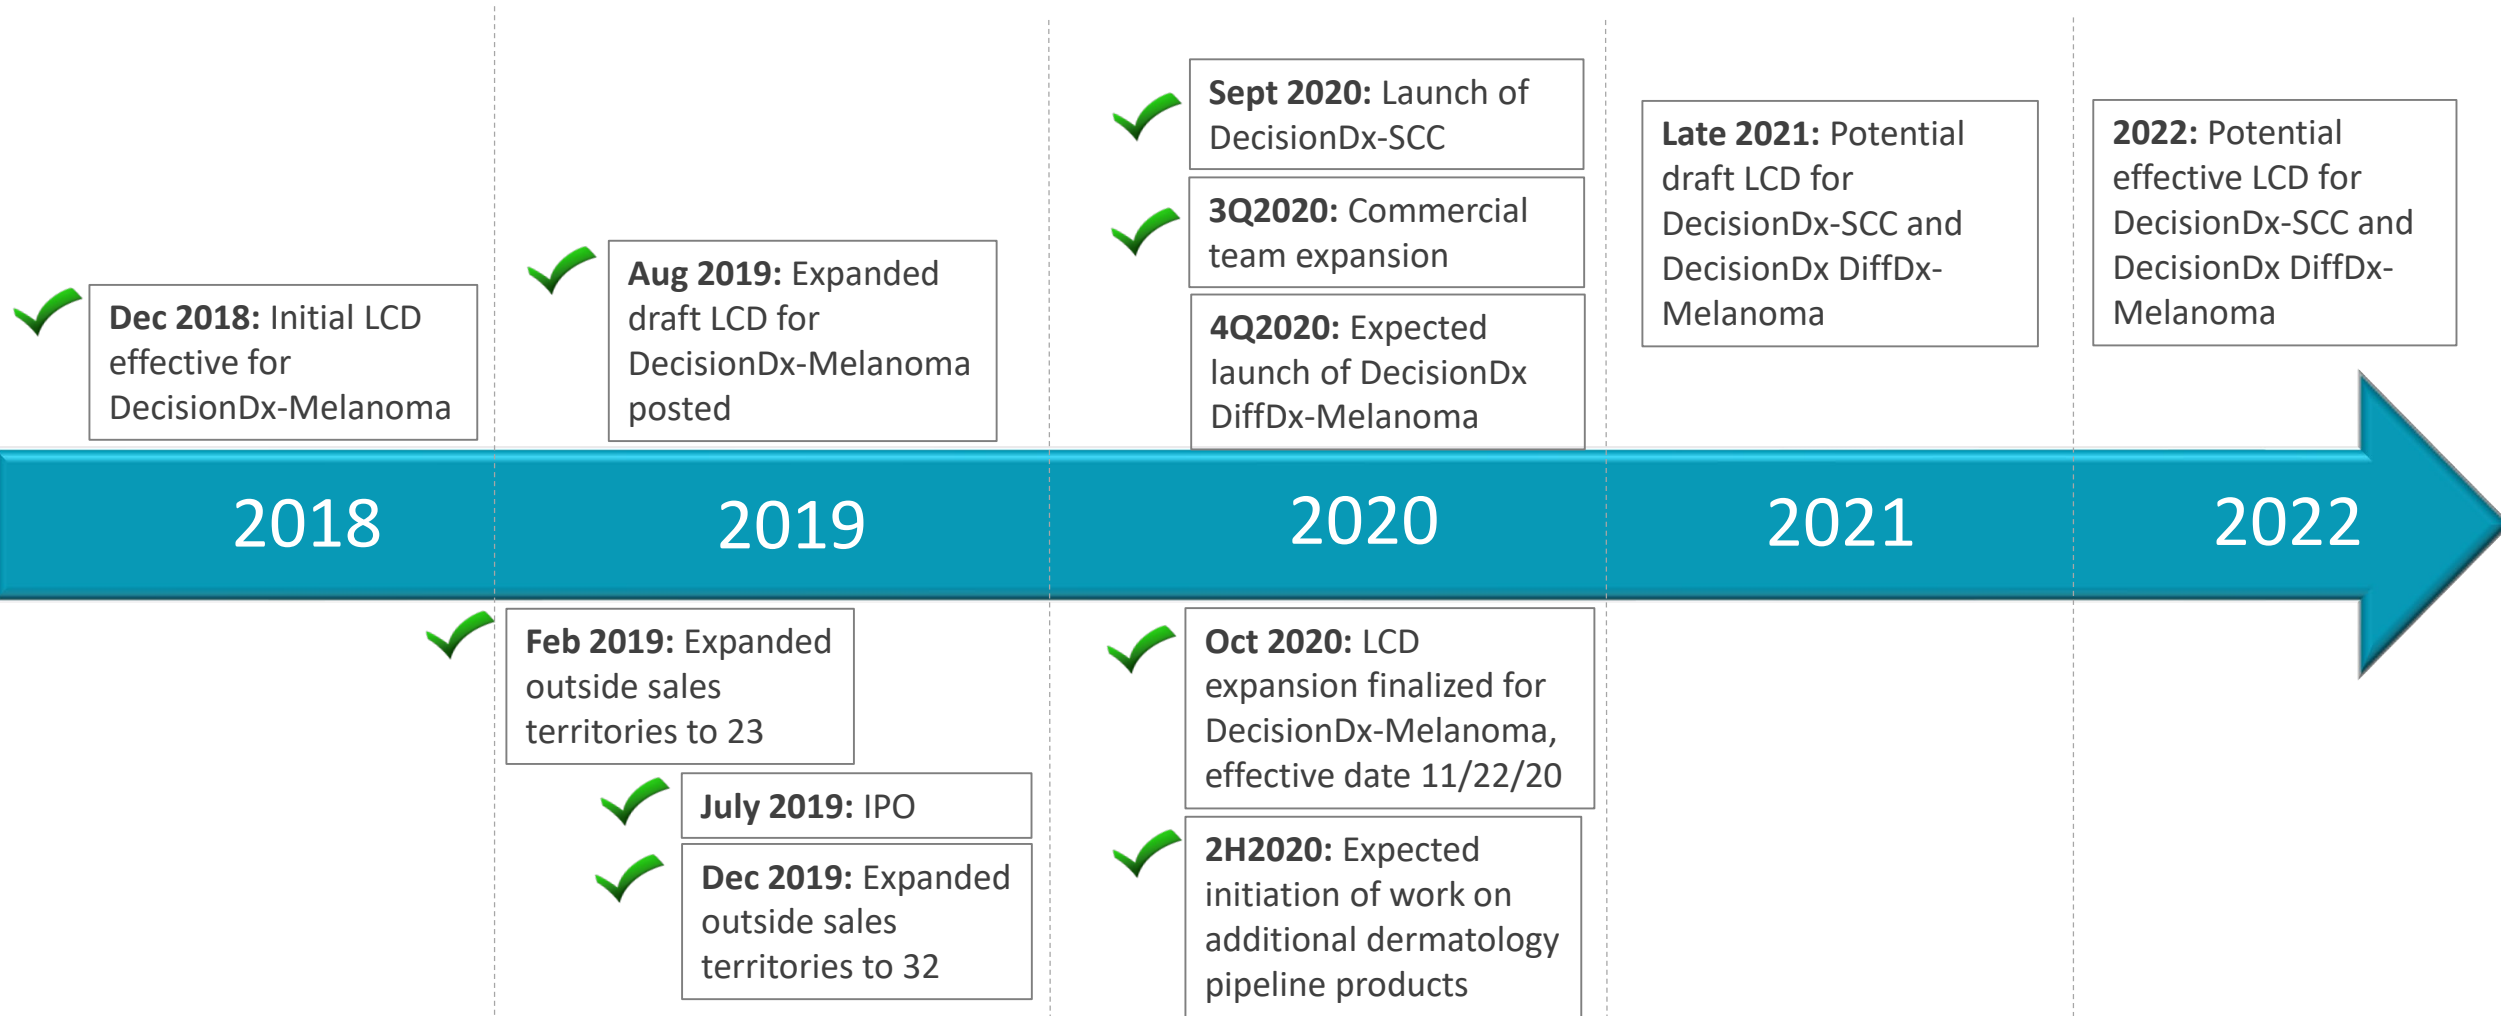 Dec 2018: Initial LCD
effective for
DecisionDx-Melanoma
Aug 2019: Expanded
draft LCD for
DecisionDx-Melanoma
posted
Sept 2020: Launch of
DecisionDx-SCC
3Q2020: Commercial
team expansion
4Q2020: Expected
launch of DecisionDx
DiffDx-Melanoma
Late 2021: Potential
draft LCD for
DecisionDx-SCC and
DecisionDx DiffDx-
Melanoma
2022: Potential
effective LCD for
DecisionDx-SCC and
DecisionDx DiffDx-
Melanoma
2018
2019
2020
2021
2022
Feb 2019: Expanded
outside sales
territories to 23
July 2019: IPO
Dec 2019: Expanded
outside sales
territories to 32
Oct 2020: LCD
expansion finalized for
DecisionDx-Melanoma,
effective date 11/22/20
2H2020: Expected
initiation of work on
additional dermatology
pipeline products